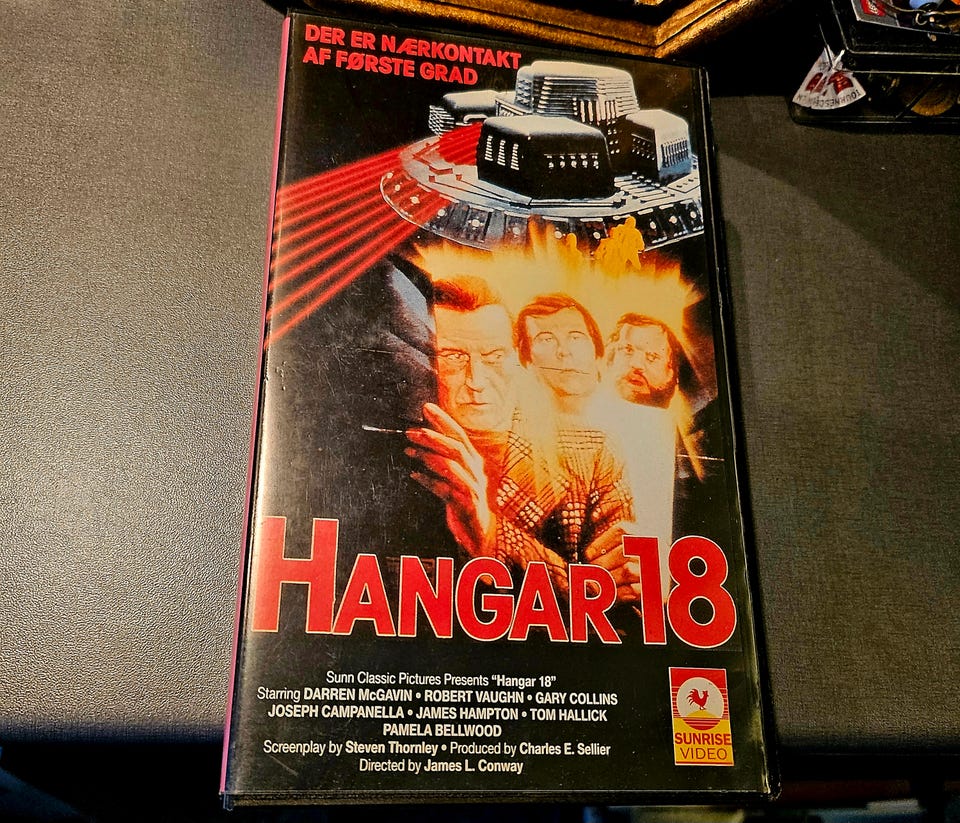 DER ER NÆRKONTAKT
AF FØRSTE GRAD
HANGAR 18
Sunn Classic Pictures Presents “Hangar 18”
Starring DARREN McGAVIN • ROBERT VAUGHN • GARY COLLINS
JOSEPH CAMPANELLA • JAMES HAMPTON • TOM HALLICK
PAMELA BELLWOOD
Screenplay by Steven Thornley • Produced by Charles E. Sellier
Directed by James L. Conway
SUNRISE
VIDEO